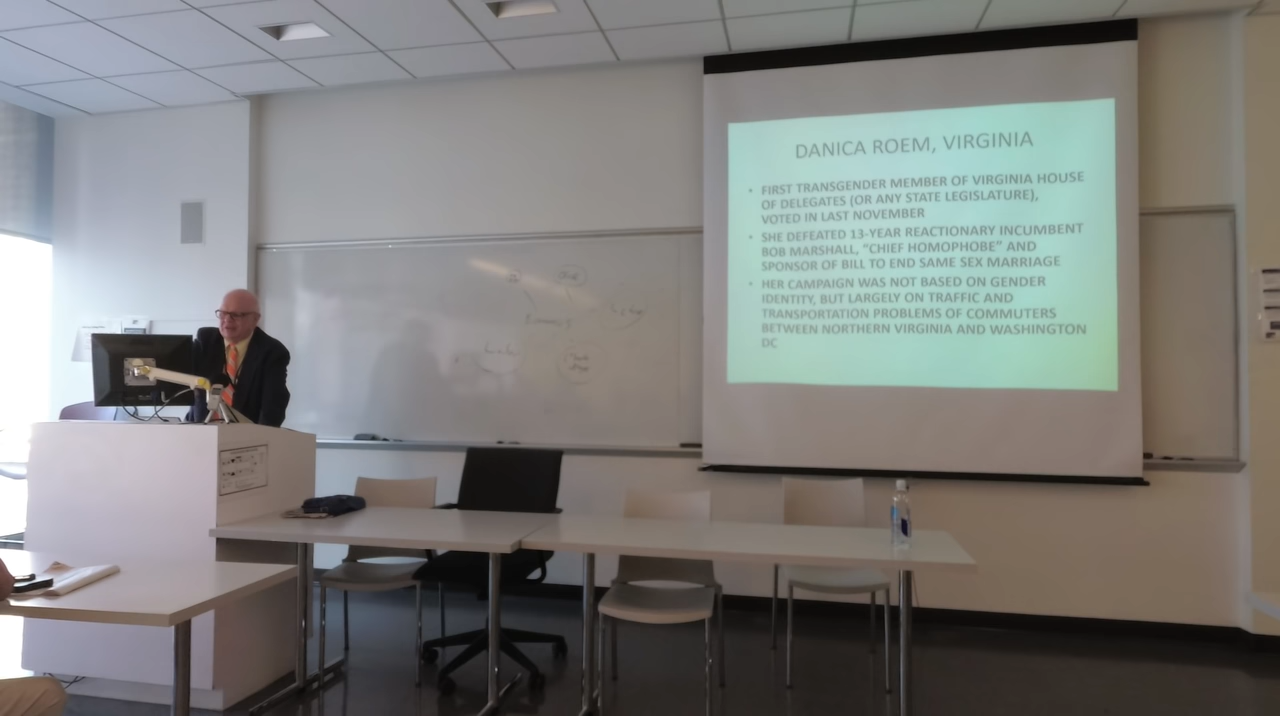 DANICA ROEM, VIRGINIA
• FIRST TRANSGENDER MEMBER OF VIRGINIA HOUSE
OF DELEGATES (OR ANY STATE LEGISLATURE),
VOTED IN LAST NOVEMBER
• SHE DEFEATED 13-YEAR REACTIONARY INCUMBENT
BOB MARSHALL, “CHIEF HOMOPHOBE” AND
SPONSOR OF BILL TO END SAME SEX MARRIAGE
• HER CAMPAIGN WAS NOT BASED ON GENDER
IDENTITY, BUT LARGELY ON TRAFFIC AND
TRANSPORTATION PROBLEMS OF COMMUTERS
BETWEEN NORTHERN VIRGINIA AND WASHINGTON
DC